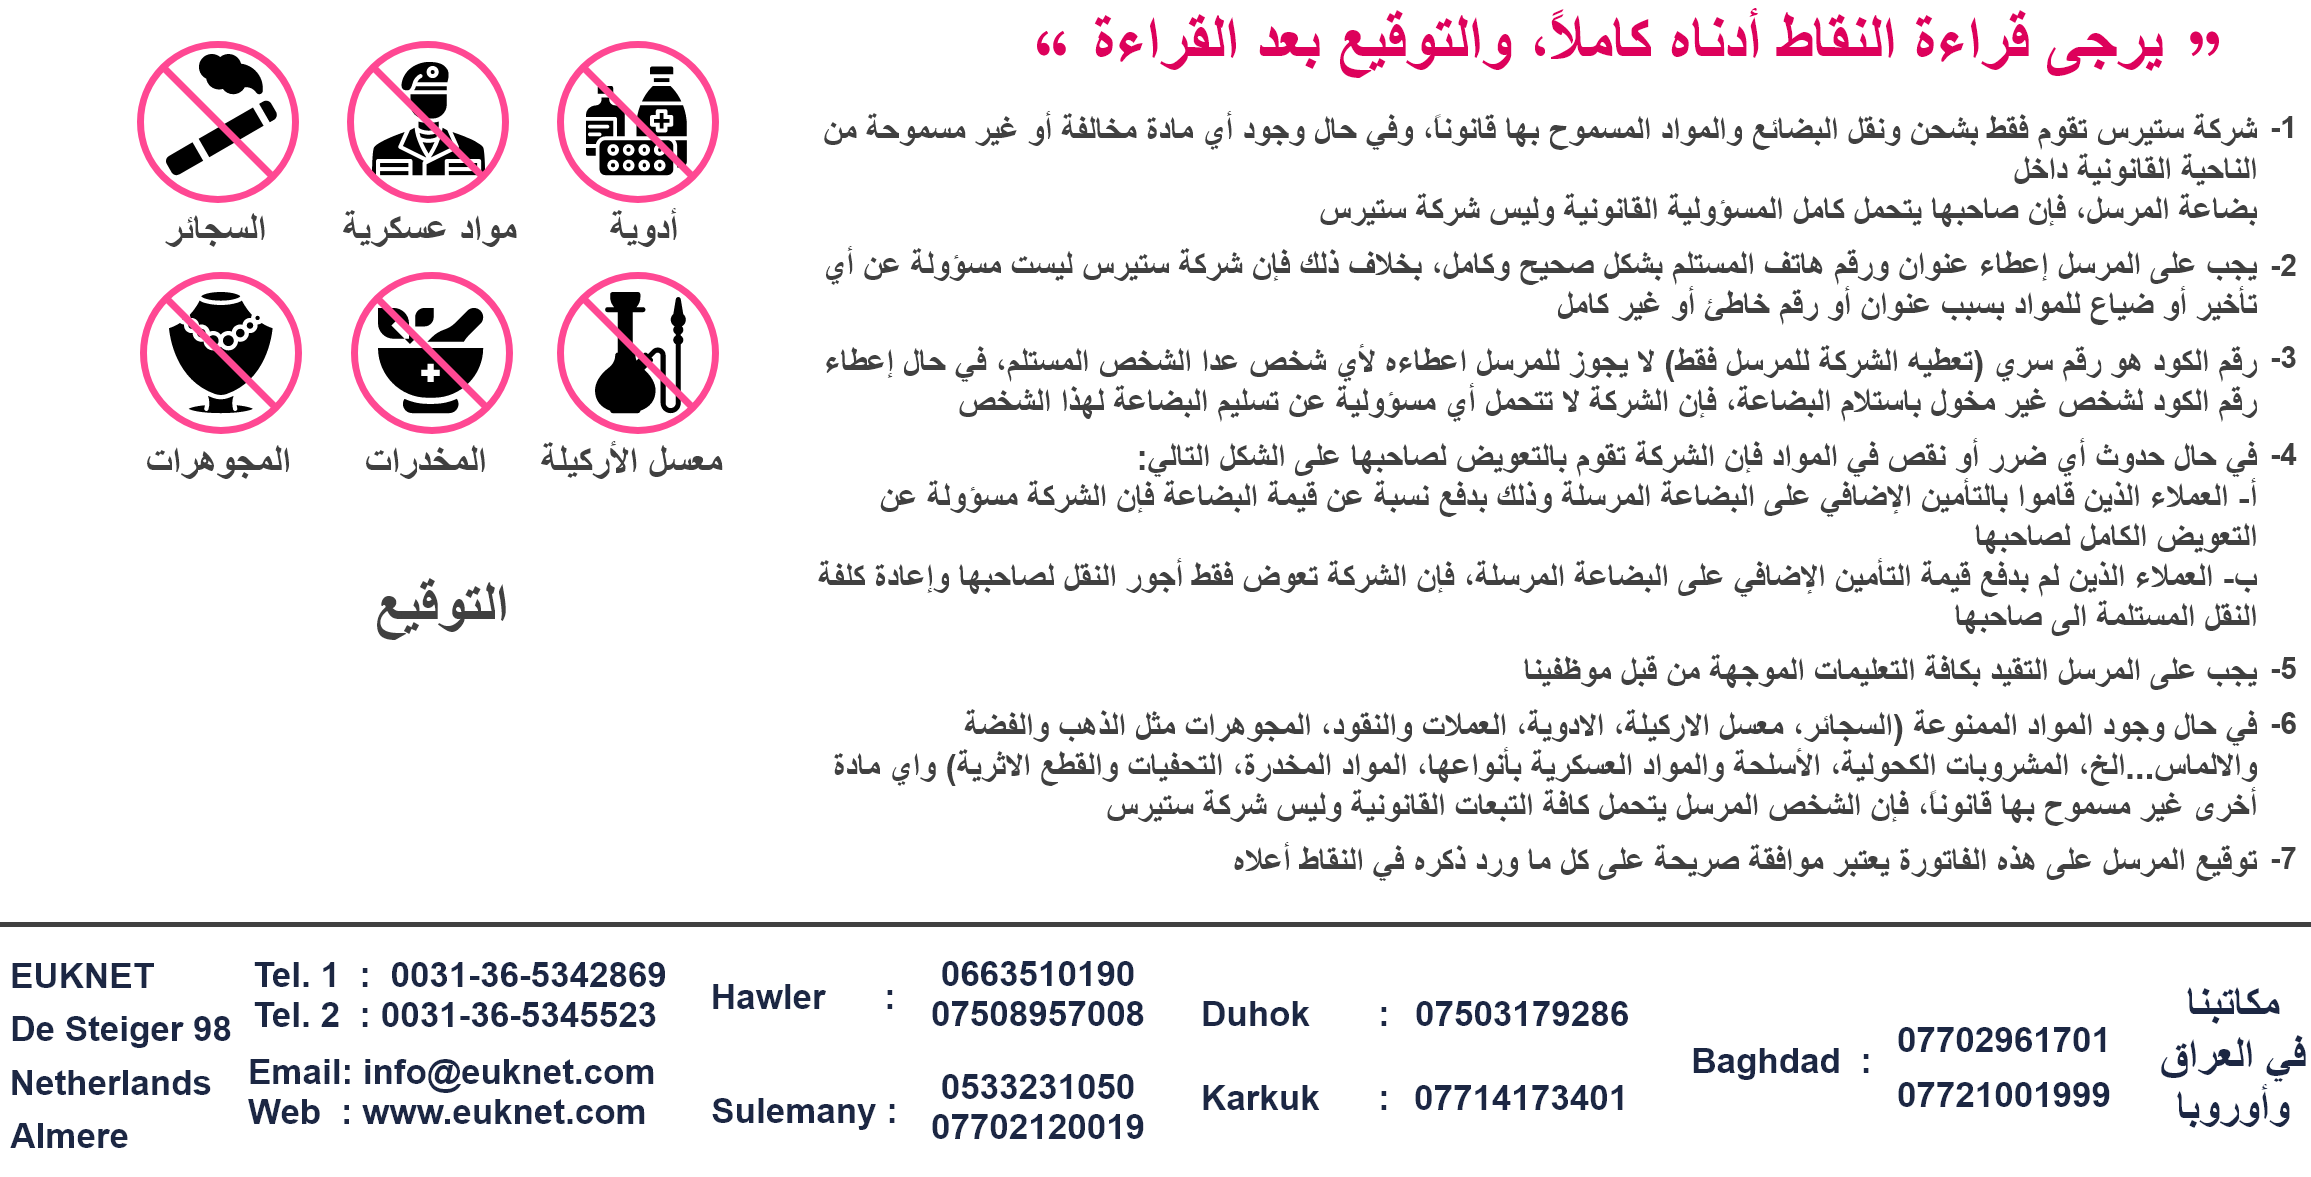 ” يرجى قراءة النقاط أدناه كاملاً، والتوقيع بعد القراءة “
1- شركة ستيرس تقوم فقط بشحن ونقل البضائع والمواد المسموح بها قانوناً، وفي حال وجود أي مادة مخالفة أو غير مسموحة من
الناحية القانونية داخل
بضاعة المرسل، فإن صاحبها يتحمل كامل المسؤولية القانونية وليس شركة ستيرس
2- يجب على المرسل إعطاء عنوان ورقم هاتف المستلم بشكل صحيح وكامل، بخلاف ذلك فإن شركة ستيرس ليست مسؤولة عن أي
تأخير أو ضياع للمواد بسبب عنوان أو رقم خاطئ أو غير كامل
3- رقم الكود هو رقم سري (تعطيه الشركة للمرسل فقط) لا يجوز للمرسل اعطاءه لأي شخص عدا الشخص المستلم، في حال إعطاء
رقم الكود لشخص غير مخول باستلام البضاعة، فإن الشركة لا تتحمل أي مسؤولية عن تسليم البضاعة لهذا الشخص
4- في حال حدوث أي ضرر أو نقص في المواد فإن الشركة تقوم بالتعويض لصاحبها على الشكل التالي:
أ- العملاء الذين قاموا بالتأمين الإضافي على البضاعة المرسلة وذلك بدفع نسبة عن قيمة البضاعة فإن الشركة مسؤولة عن
التعويض الكامل لصاحبها
ب- العملاء الذين لم بدفع قيمة التأمين الإضافي على البضاعة المرسلة، فإن الشركة تعوض فقط أجور النقل لصاحبها وإعادة كلفة
النقل المستلمة الى صاحبها
5- يجب على المرسل التقيد بكافة التعليمات الموجهة من قبل موظفينا
6- في حال وجود المواد الممنوعة (السجائر، معسل الاركيلة، الادوية، العملات والنقود، المجوهرات مثل الذهب والفضة
والالماس...الخ، المشروبات الكحولية، الأسلحة والمواد العسكرية بأنواعها، المواد المخدرة، التحفيات والقطع الاثرية) واي مادة
أخرى غير مسموح بها قانوناً، فإن الشخص المرسل يتحمل كافة التبعات القانونية وليس شركة ستيرس
7- توقيع المرسل على هذه الفاتورة يعتبر موافقة صريحة على كل ما ورد ذكره في النقاط أعلاه
أدوية
مواد عسكرية
السجائر
معسل الأركيلة
المخدرات
المجوهرات
التوقيع
EUKNET
De Steiger 98
Netherlands
Almere
Tel. 1 : 0031-36-5342869
Tel. 2 : 0031-36-5345523
Email: info@euknet.com
Web : www.euknet.com
Hawler : 0663510190
07508957008
Sulemany : 0533231050
07702120019
Duhok : 07503179286
Karkuk : 07714173401
Baghdad : 07702961701
07721001999
مكاتبنا
في العراق
وأوروبا